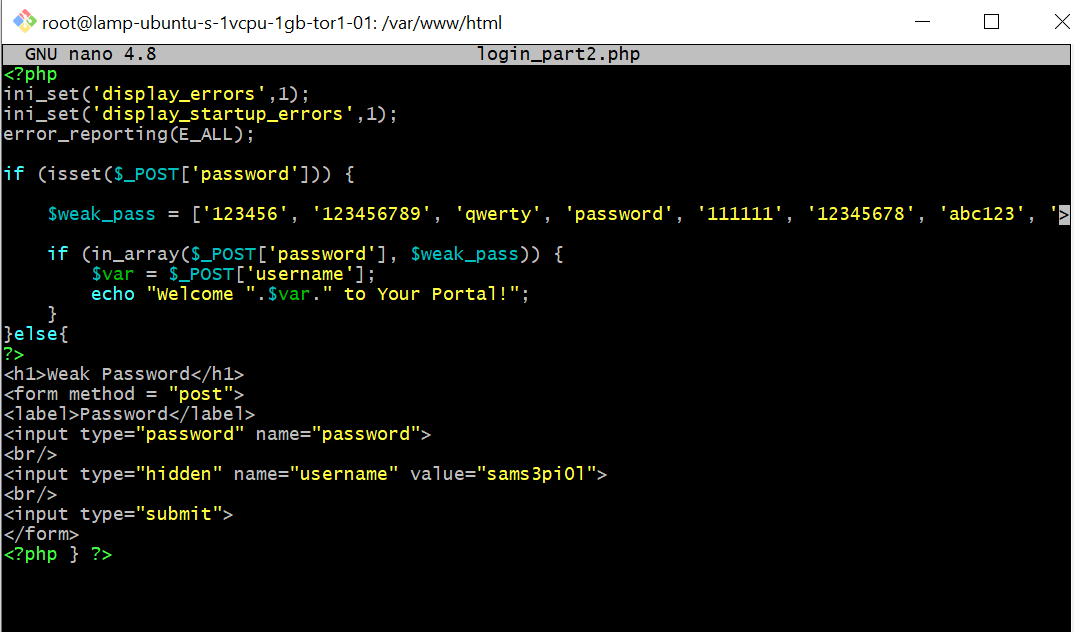 root@lamp-ubuntu-s-1vcpu-1gb-tor1-01: /var/www/html
GNU nano 4.8 login_part2.php
<?php
ini_set('display_errors',1);
ini_set('display_startup_errors',1);
error_reporting(E_ALL);
if (isset($_POST['password'])) {
$weak_pass = ['123456', '123456789', 'qwerty', 'password', '111111', '12345678', 'abc123', '>
if (in_array($_POST['password'], $weak_pass)) {
$var = $_POST['username'];
echo "Welcome ".$var." to Your Portal!";
}
}else{
?>
<h1>Weak Password</h1>
<form method = "post">
<label>Password</label>
<input type="password" name="password">
<br/>
<input type="hidden" name="username" value="sams3pi0l">
<br/>
<input type="submit">
</form>
<?php } ?>